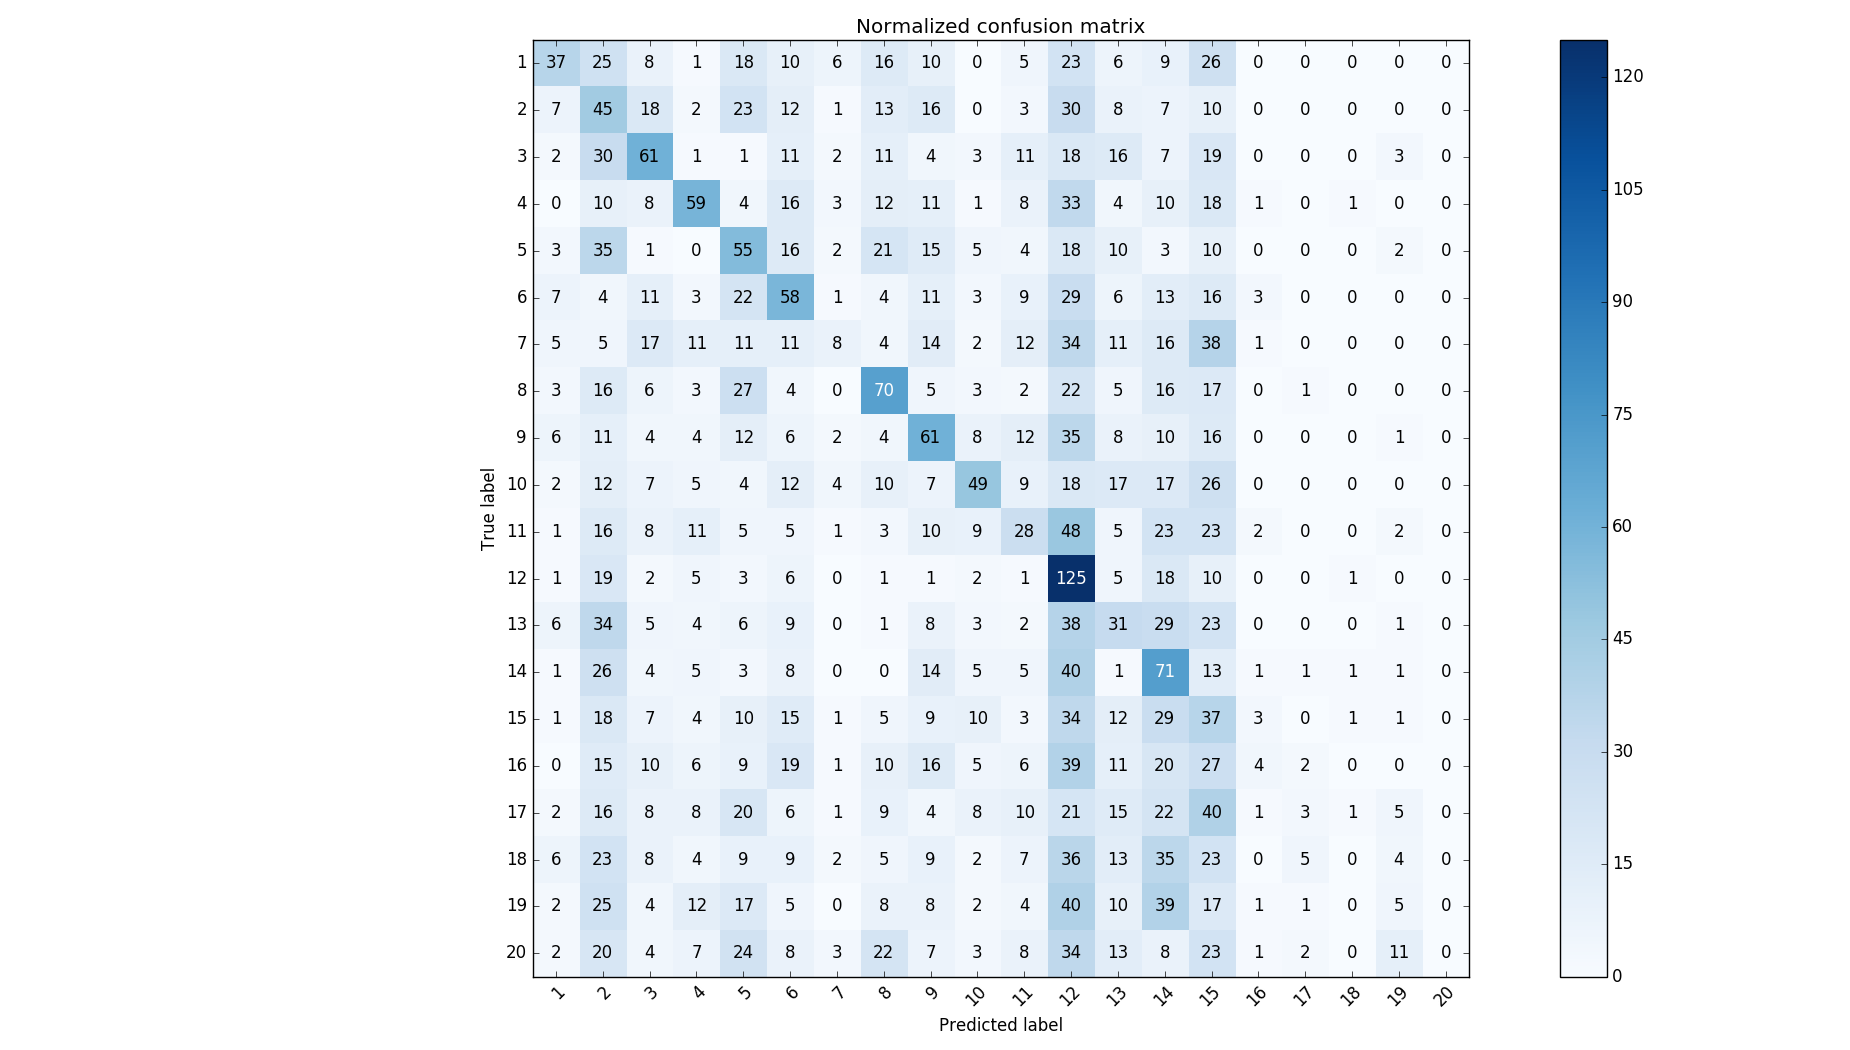 Normalized confusion matrix
1 37 25 8 1 18 10 6 16 10 0 5 23 6 9 26 0 0 0 0 0
2 7 45 18 2 23 12 1 13 16 0 3 30 8 7 10 0 0 0 0 0
3 2 30 61 1 1 11 2 11 4 3 11 18 16 7 19 0 0 0 3 0
4 0 10 8 59 4 16 3 12 11 1 8 33 4 10 18 1 0 1 0 0
5 3 35 1 0 55 16 2 21 15 5 4 18 10 3 10 0 0 0 2 0
6 7 4 11 3 22 58 1 4 11 3 9 29 6 13 16 3 0 0 0 0
7 5 5 17 11 11 11 8 4 14 2 12 34 11 16 38 1 0 0 0 0
8 3 16 6 3 27 4 0 70 5 3 2 22 5 16 17 0 1 0 0 0
9 6 11 4 4 12 6 2 4 61 8 12 35 8 10 16 0 0 0 1 0
10 2 12 7 5 4 12 4 10 7 49 9 18 17 17 26 0 0 0 0 0
11 1 16 8 11 5 5 1 3 10 9 28 48 5 23 23 2 0 0 2 0
12 1 19 2 5 3 6 0 1 1 2 1 125 5 18 10 0 0 1 0 0
13 6 34 5 4 6 9 0 1 8 3 2 38 31 29 23 0 0 0 1 0
14 1 26 4 5 3 8 0 0 14 5 5 40 1 71 13 1 1 1 1 0
15 1 18 7 4 10 15 1 5 9 10 3 34 12 29 37 3 0 1 1 0
16 0 15 10 6 9 19 1 10 16 5 6 39 11 20 27 4 2 0 0 0
17 2 16 8 8 20 6 1 9 4 8 10 21 15 22 40 1 3 1 5 0
18 6 23 8 4 9 9 2 5 9 2 7 36 13 35 23 0 5 0 4 0
19 2 25 4 12 17 5 0 8 8 2 4 40 10 39 17 1 1 0 5 0
20 2 20 4 7 24 8 3 22 7 3 8 34 13 8 23 1 2 0 11 0
1 2 3 4 5 6 7 8 9 10 11 12 13 14 15 16 17 18 19 20
Predicted label
True label
120
105
90
75
60
45
30
15
0